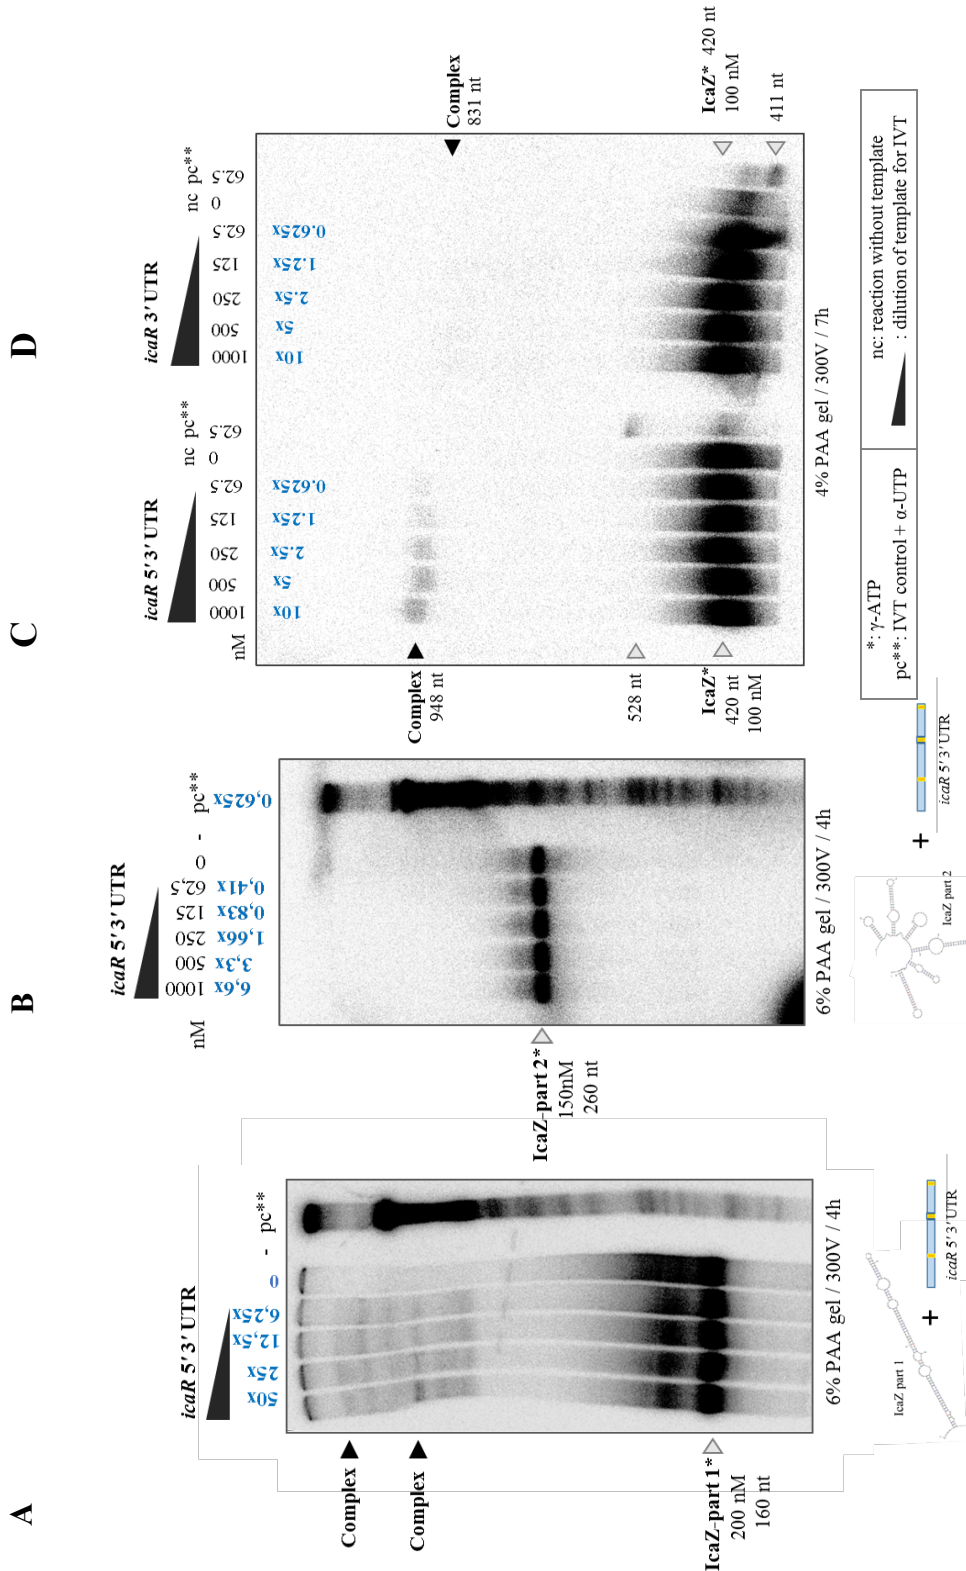 A
icaR 5' 3' UTR
50x 25x 12,5x 6,25x 0 - pc**
Complex
Complex
IcaZ-part 1*
200 nM
160 nt
6% PAA gel / 300V / 4h
IcaZ part 1
+
icaR 5' 3' UTR
B
icaR 5' 3' UTR
nM 1000 500 250 125 62,5 0 - pc**
6,6x 3,3x 1,66x 0,83x 0,41x 0,625x
IcaZ-part 2*
150nM
260 nt
6% PAA gel / 300V / 4h
IcaZ part 2
+
icaR 5' 3' UTR
C
icaR 5' 3' UTR
nc pc**
nM 1000 500 250 125 62.5 0 62.5
10x 5x 2.5x 1.25x 0.625x
Complex
948 nt
528 nt
IcaZ*
420 nt
100 nM
D
icaR 3' UTR
nc pc**
1000 500 250 125 62.5 0 62.5
10x 5x 2.5x 1.25x 0.625x
Complex
831 nt
IcaZ* 420 nt
100 nM
411 nt
4% PAA gel / 300V / 7h
*: γ-ATP
pc**: IVT control + α-UTP
nc: reaction without template
: dilution of template for IVT